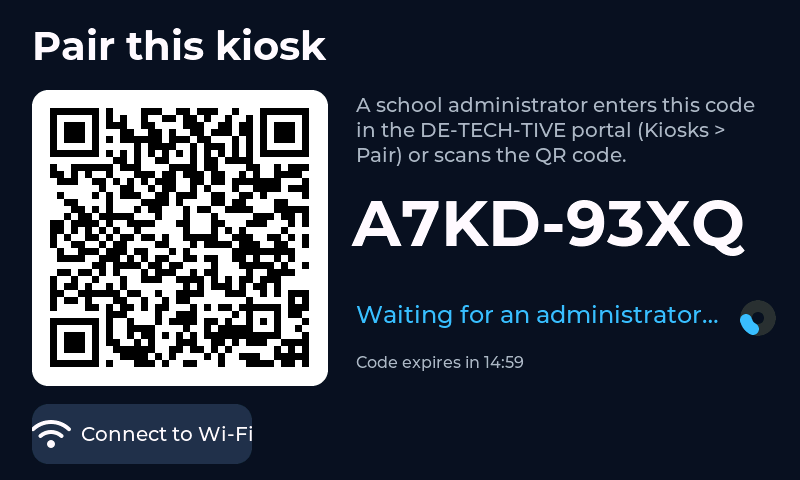 Pair this kiosk
A school administrator enters this code
in the DE-TECH-TIVE portal (Kiosks >
Pair) or scans the QR code.
A7KD-93XQ
Waiting for an administrator...
Code expires in 14:59
Connect to Wi-Fi